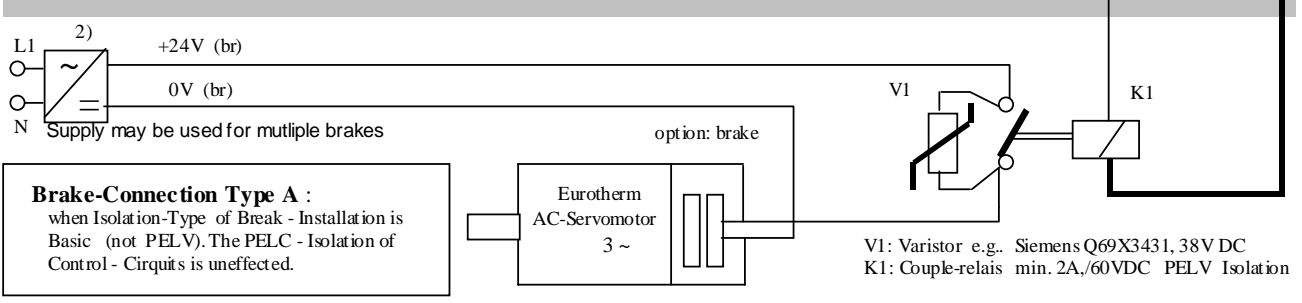 2)
L1
+24V (br)
~
0V (br)
N
Supply may be used for mutliple brakes
V1
K1
option: brake
Brake-Connection Type A :
when Isolation-Type of Break - Installation is
Basic (not PELV). The PELC - Isolation of
Control - Cirquits is uneffected.
Eurotherm
AC-Servomotor
3 ~
V1: Varistor e.g.. Siemens Q69X3431, 38V DC
K1: Couple-relais min. 2A,/60VDC PELV Isolation